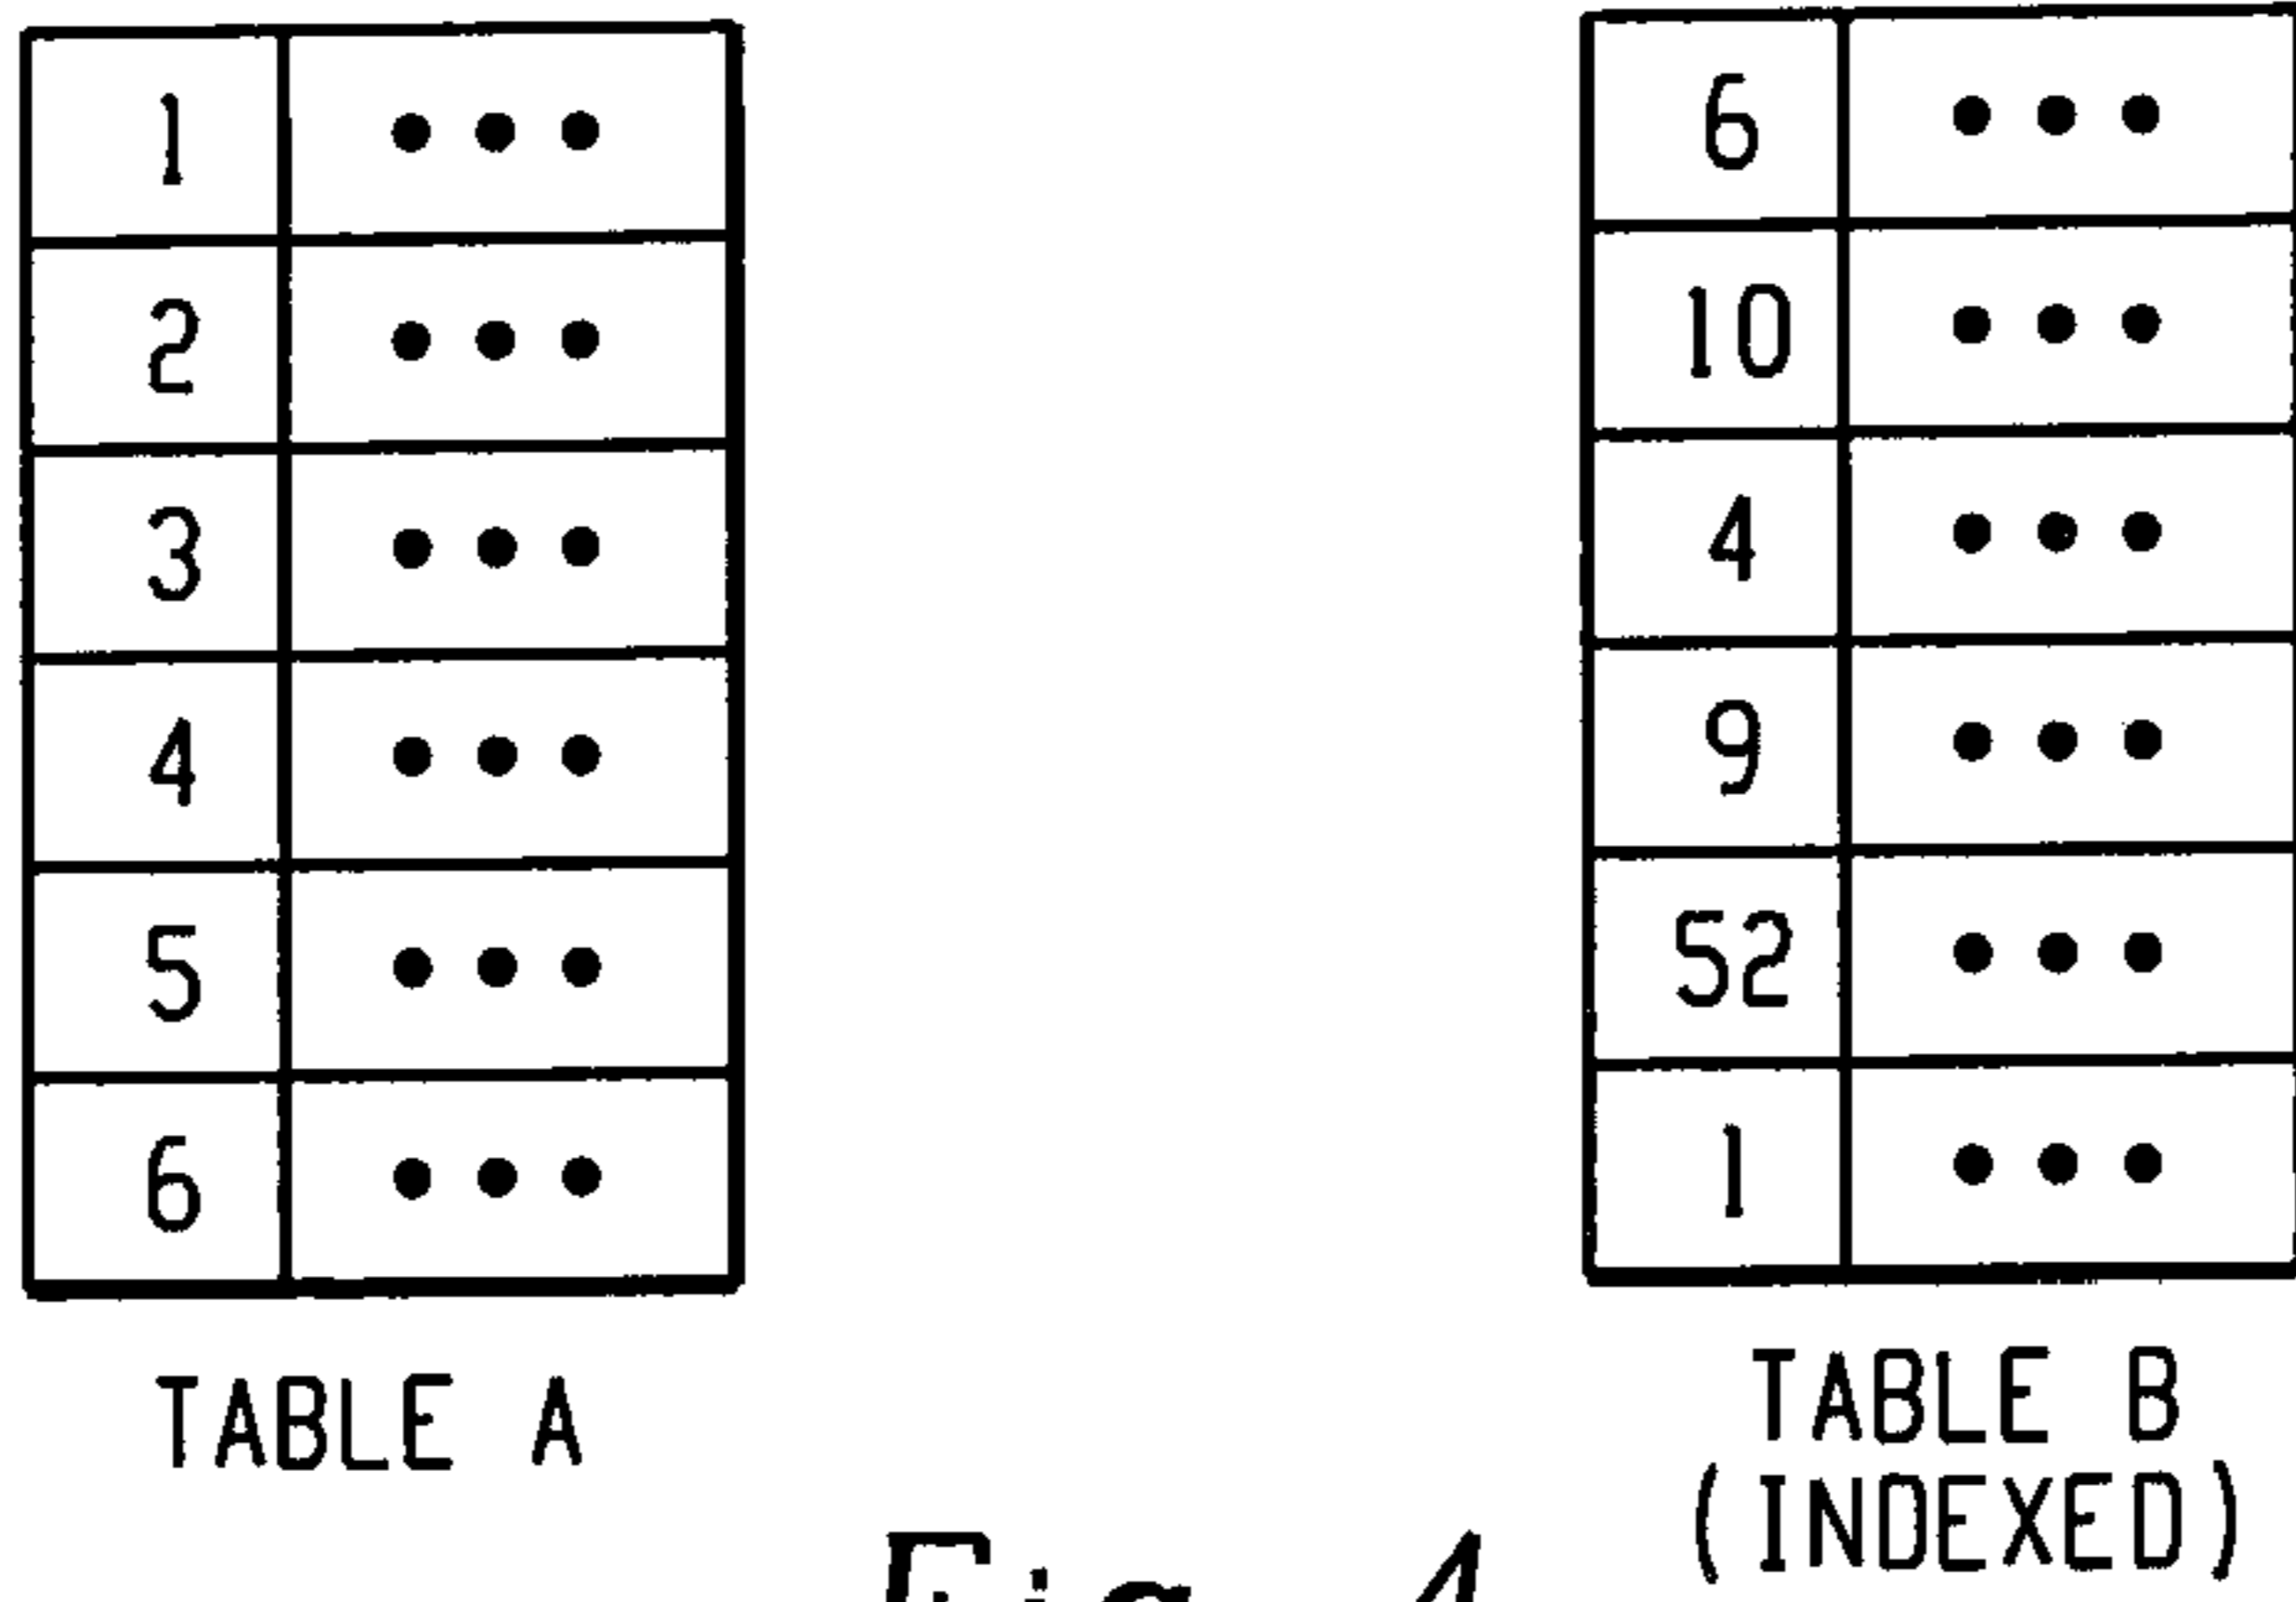 1 • • •
2 • • •
3 • • •
4 • • •
5 • • •
6 • • •
TABLE A
6 • • •
10 • • •
4 • • •
9 • • •
52 • • •
1 • • •
TABLE B
(INDEXED)